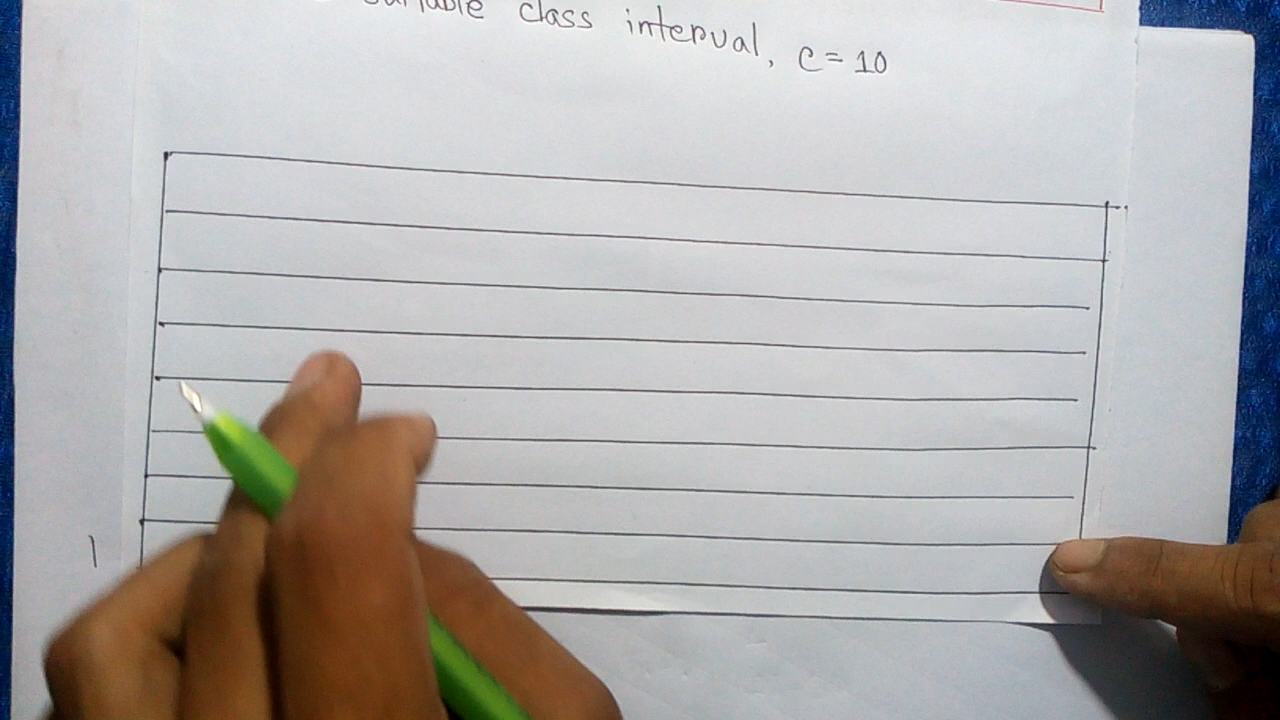 class interval, c = 10